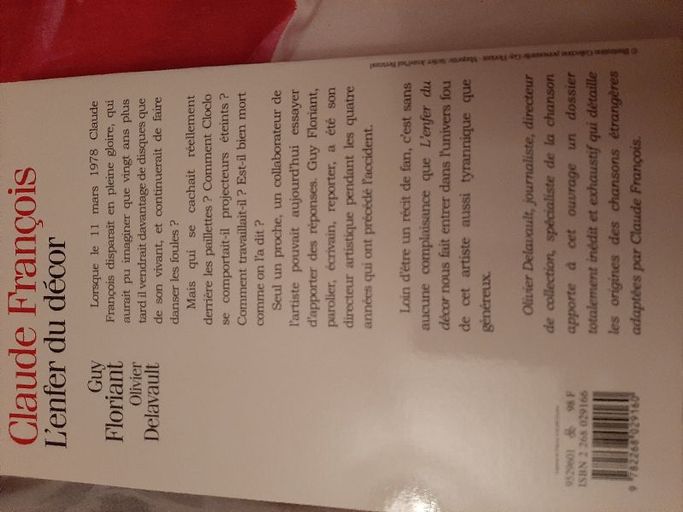 Claude François
L'enfer du décor
Guy
Floriant
Olivier
Delavault
Lorsque le 11 mars 1978 Claude
François disparaît en pleine gloire, qui
aurait pu imaginer que vingt ans plus
tard il vendrait davantage de disques que
de son vivant, et continuerait de faire
danser les foules ?
Mais qui se cachait réellement
derrière les paillettes ? Comment Cloclo
se comportait-il projecteurs éteints ?
Comment travaillait-il ? Est-il bien mort
comme on l'a dit ?
Seul un proche, un collaborateur de
l'artiste pouvait aujourd'hui essayer
d'apporter des réponses. Guy Floriant,
parolier, écrivain, reporter, a été son
directeur artistique pendant les quatre
années qui ont précédé l'accident.
Loin d'être un récit de fan, c'est sans
aucune complaisance que L'enfer du
décor nous fait entrer dans l'univers fou
de cet artiste aussi tyrannique que
généreux.
Olivier Delavault, journaliste, directeur
de collection, spécialiste de la chanson
apporte à cet ouvrage un dossier
totalement inédit et exhaustif qui détaille
les origines des chansons étrangères
adaptées par Claude François.
9529601 98 F
ISBN 2 268 029166
9 782268 029160